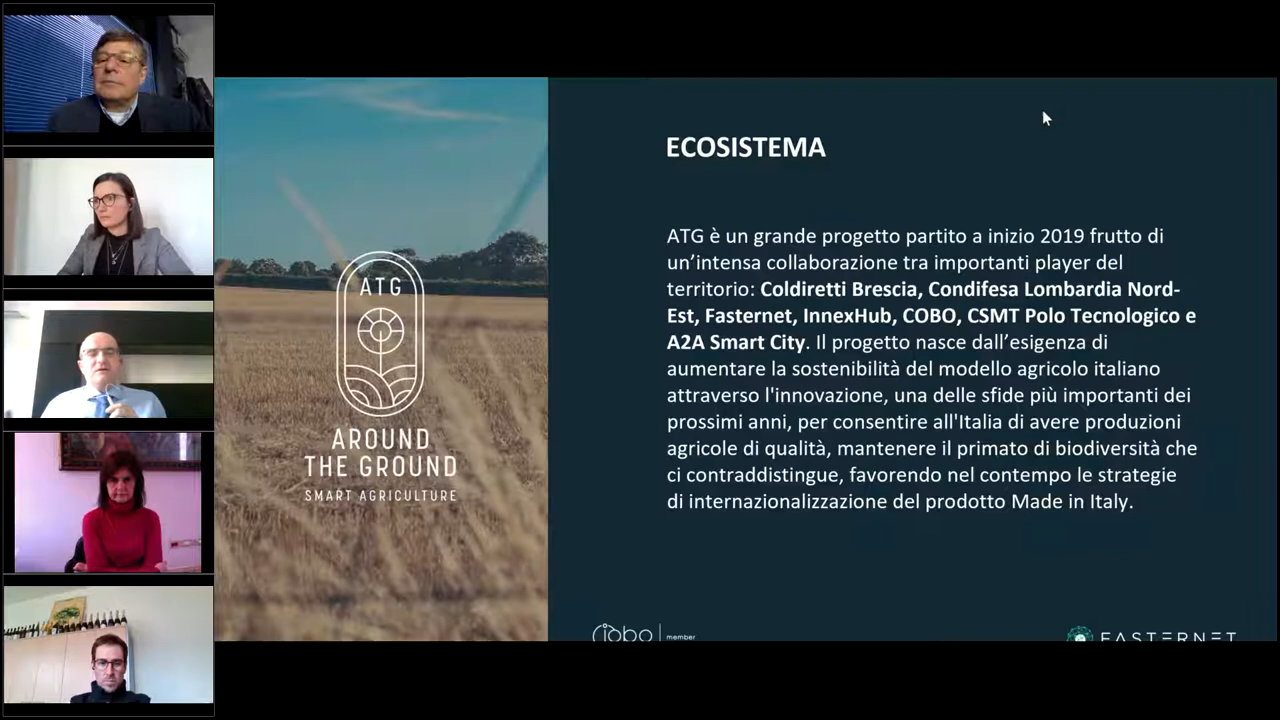 ATG
AROUND
THE GROUND
SMART AGRICULTURE
ECOSISTEMA
ATG è un grande progetto partito a inizio 2019 frutto di
un’intensa collaborazione tra importanti player del
territorio: Coldiretti Brescia, Condifesa Lombardia Nord-
Est, Fasternet, InnexHub, COBO, CSMT Polo Tecnologico e
A2A Smart City. Il progetto nasce dall’esigenza di
aumentare la sostenibilità del modello agricolo italiano
attraverso l'innovazione, una delle sfide più importanti dei
prossimi anni, per consentire all'Italia di avere produzioni
agricole di qualità, mantenere il primato di biodiversità che
ci contraddistingue, favorendo nel contempo le strategie
di internazionalizzazione del prodotto Made in Italy.
member
FASTERNET